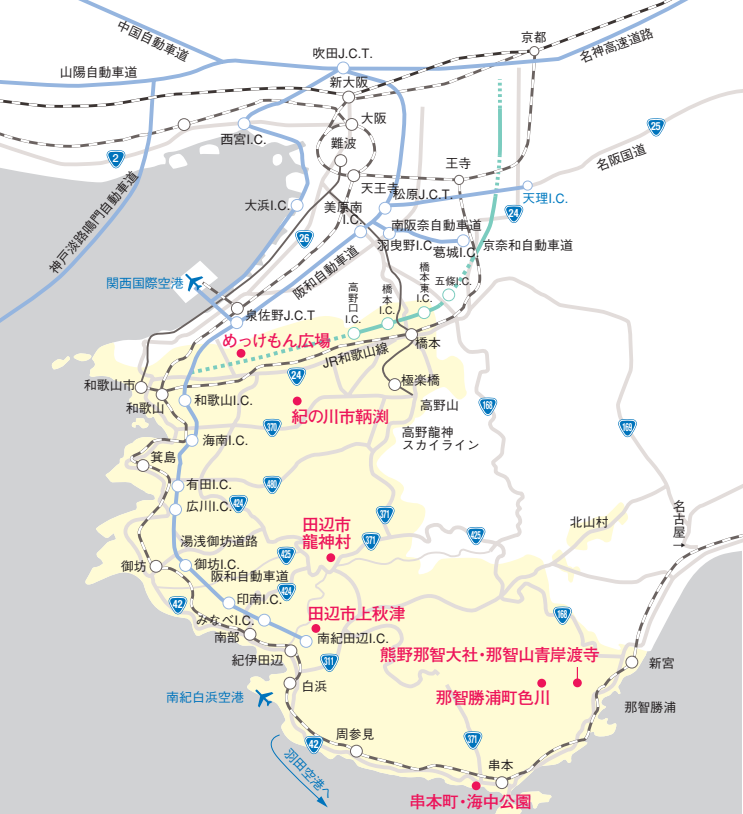 中国自動車道
吹田J.C.T.
京都
名神高速道路
山陽自動車道
新大阪
大阪
西宮I.C.
難波
25
2
王寺
名阪国道
天王寺
松原J.C.T.
天理I.C.
大浜I.C.
美原南
I.C.
24
神戸淡路鳴門自動車道
26
南阪奈自動車道
羽曳野I.C.
葛城I.C.
京奈和自動車道
阪和自動車道
関西国際空港
高野口
I.C.
橋本
I.C.
橋本東
I.C.
五條I.C.
泉佐野J.C.T
めっけもん広場
JR和歌山線
橋本
24
和歌山市
和歌山
和歌山I.C.
極楽橋
高野山
紀の川市鞆渕
168
370
169
海南I.C.
高野龍神
スカイライン
箕島
有田I.C.
480
広川I.C.
424
371
田辺市
龍神村
北山村
名古屋→
湯浅御坊道路
425
371
425
御坊
御坊I.C.
阪和自動車道
424
印南I.C.
42
みなべI.C.
田辺市上秋津
168
南部
南紀田辺I.C.
紀伊田辺
311
熊野那智大社・那智山青岸渡寺
新宮
白浜
南紀白浜空港
那智勝浦町色川
那智勝浦
周参見
42
371
羽田空港へ
串本
串本町・海中公園